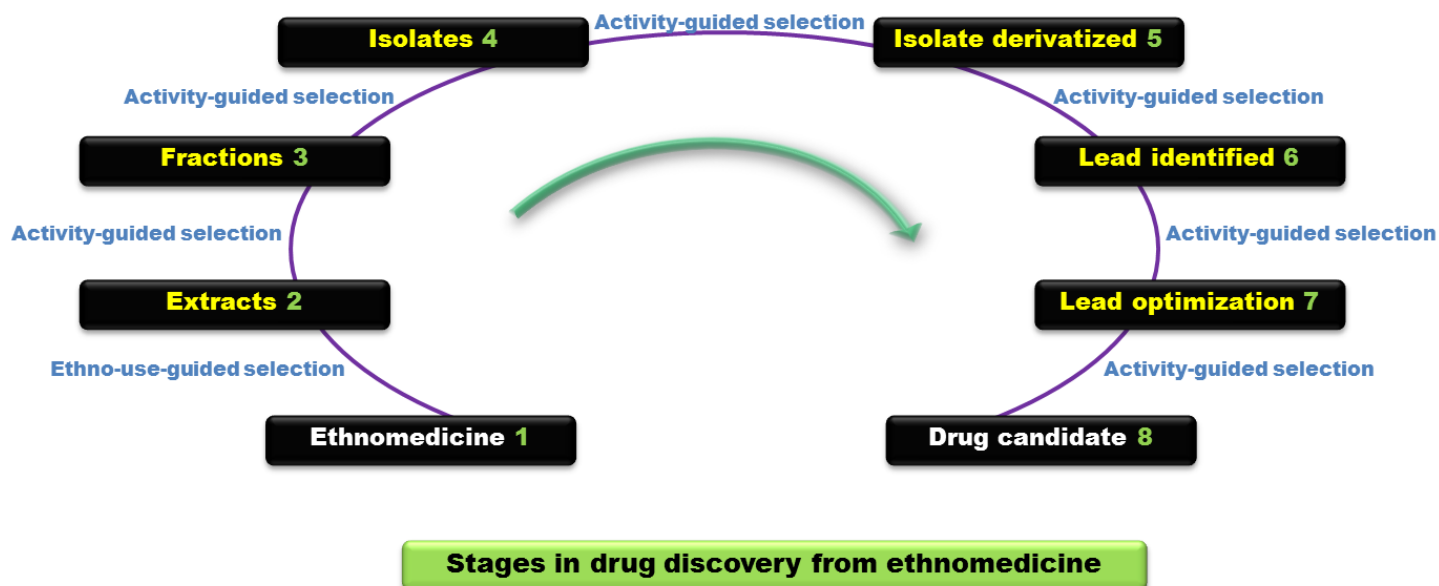 Activity-guided selection
Isolates 4
Isolate derivatized 5
Activity-guided selection
Activity-guided selection
Fractions 3
Lead identified 6
Activity-guided selection
Activity-guided selection
Extracts 2
Lead optimization 7
Ethno-use-guided selection
Activity-guided selection
Ethnomedicine 1
Drug candidate 8
Stages in drug discovery from ethnomedicine